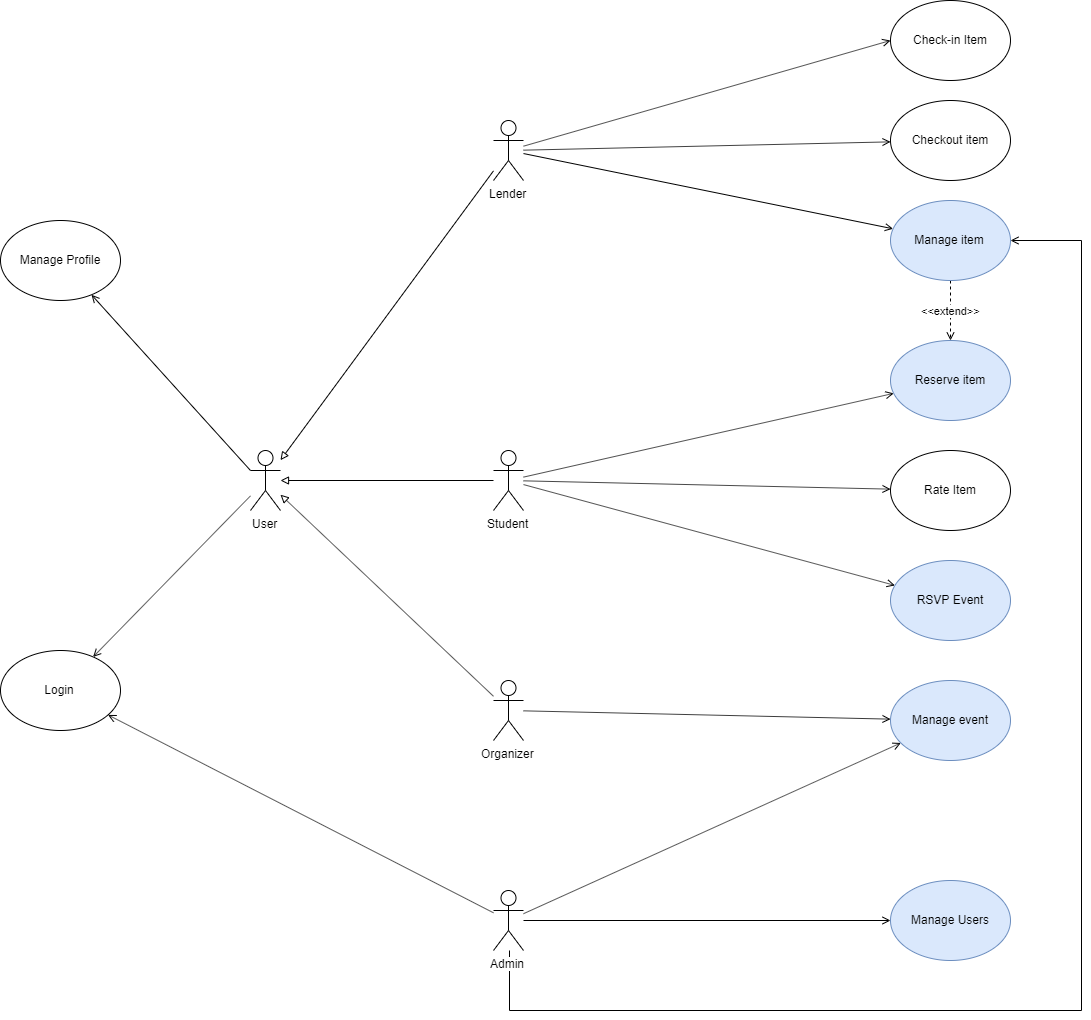 Check-in Item
Checkout item
Lender
Manage item
Manage Profile
<<extend>>
Reserve item
Rate Item
User
Student
RSVP Event
Login
Manage event
Organizer
Manage Users
Admin